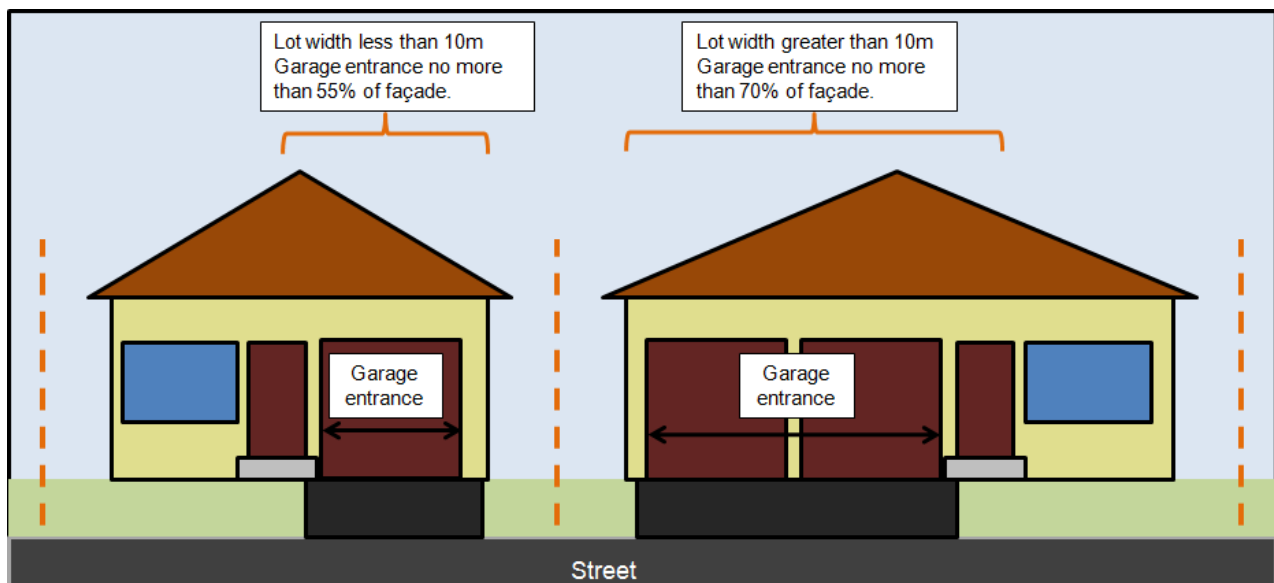 Lot width less than 10m
Garage entrance no more
than 55% of façade.
Lot width greater than 10m
Garage entrance no more
than 70% of façade.
Garage
entrance
Garage
entrance
Street